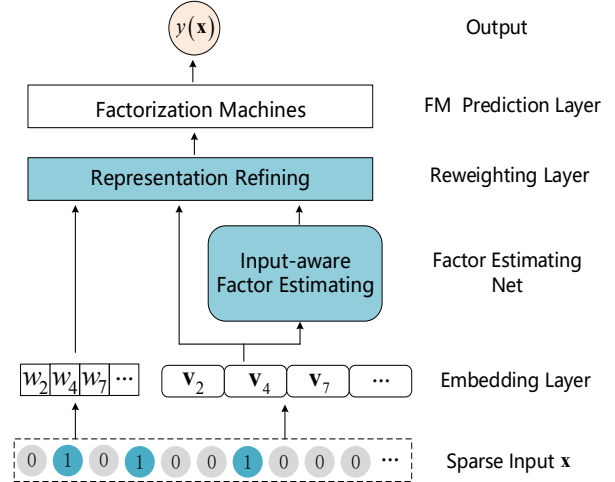 y(x) Output
Factorization Machines FM Prediction Layer
Representation Refining Reweighting Layer
Input-aware
Factor Estimating
Factor Estimating
Net
w2 w4 w7 ··· v2 v4 v7 ··· Embedding Layer
0 1 0 1 0 0 1 0 0 0 ··· Sparse Input x